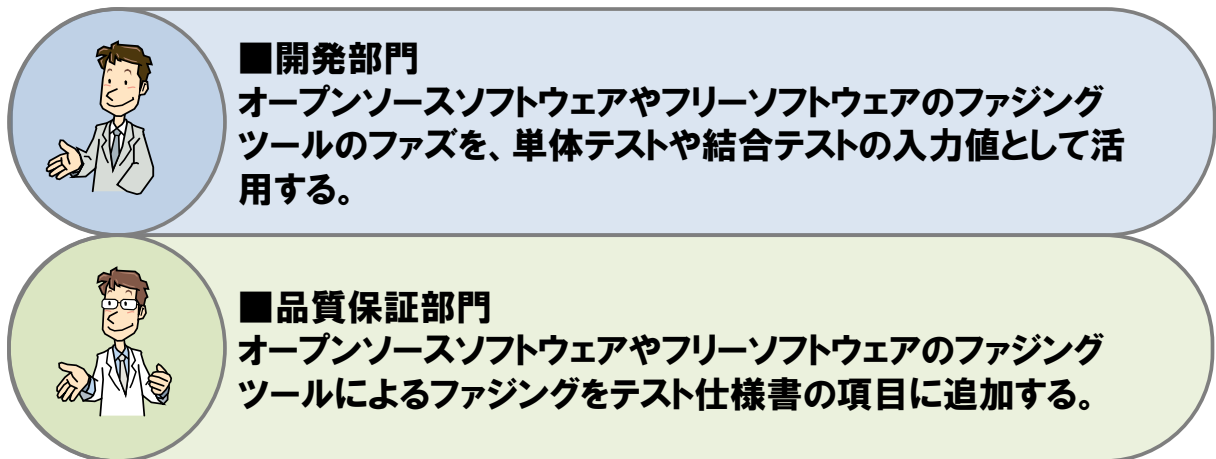 ■開発部門
オープンソースソフトウェアやフリーソフトウェアのファジング
ツールのファズを、単体テストや結合テストの入力値として活
用する。
■品質保証部門
オープンソースソフトウェアやフリーソフトウェアのファジング
ツールによるファジングをテスト仕様書の項目に追加する。